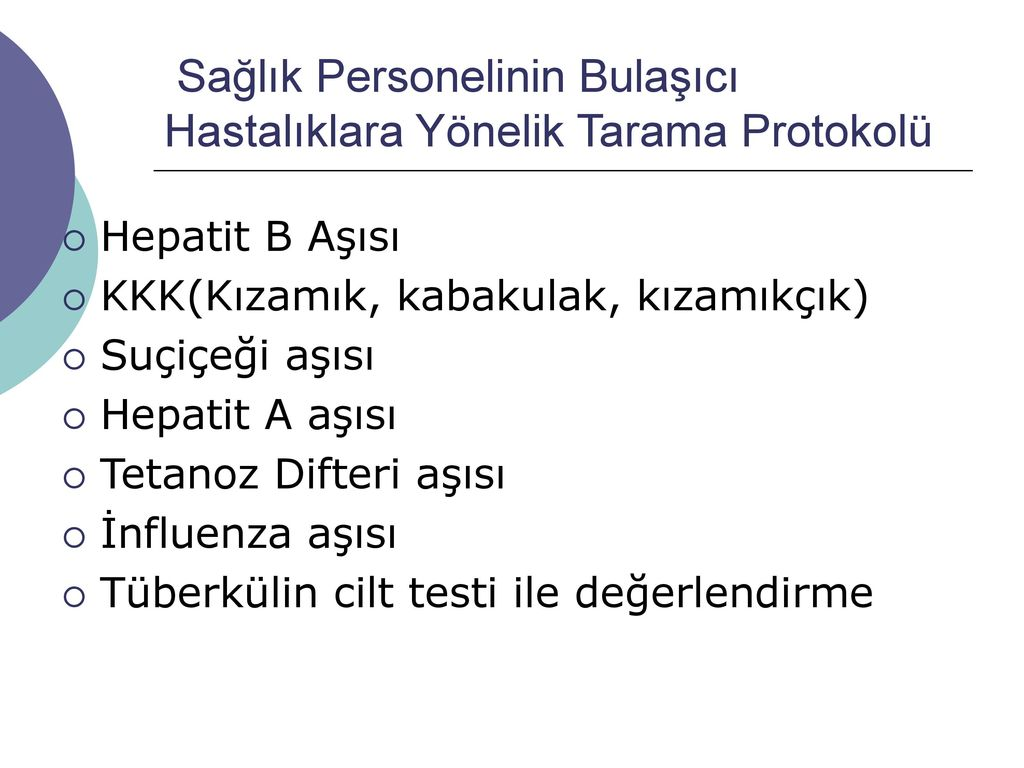 Sağlık Personelinin Bulaşıcı
Hastalıklara Yönelik Tarama Protokolü
Hepatit B Aşısı
KKK(Kızamık, kabakulak, kızamıkçık)
Suçiçeği aşısı
Hepatit A aşısı
Tetanoz Difteri aşısı
İnfluenza aşısı
Tüberkülin cilt testi ile değerlendirme